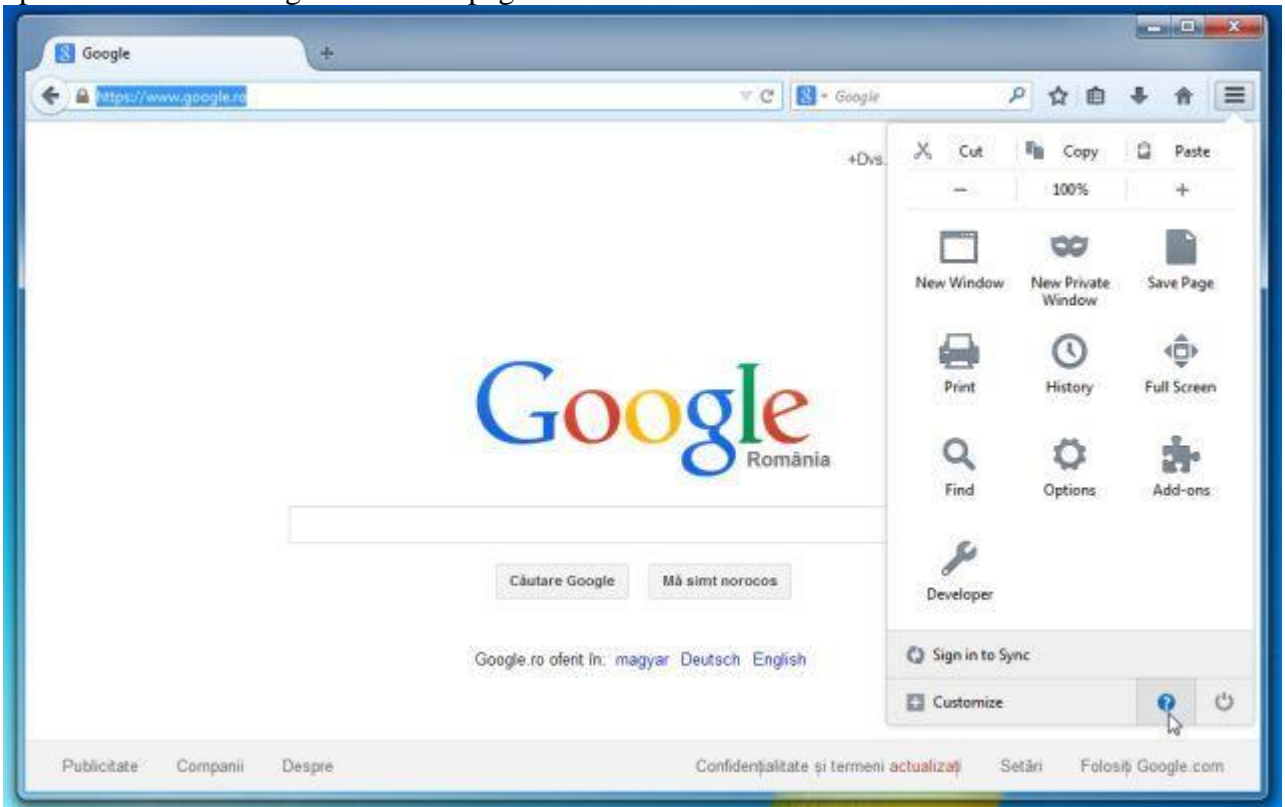 Google
https://www.google.ro
Google
+Dvs.
Cut Copy Paste
100%
New Window New Private Window Save Page
Print History Full Screen
Find Options Add-ons
Developer
Google
România
Căutare Google Mă simt norocos
Google.ro oferit în: magyar Deutsch English
Sign in to Sync
Customize
Publicitate Companii Despre Confidențialitate și termeni actualizați Setări Folosiți Google.com